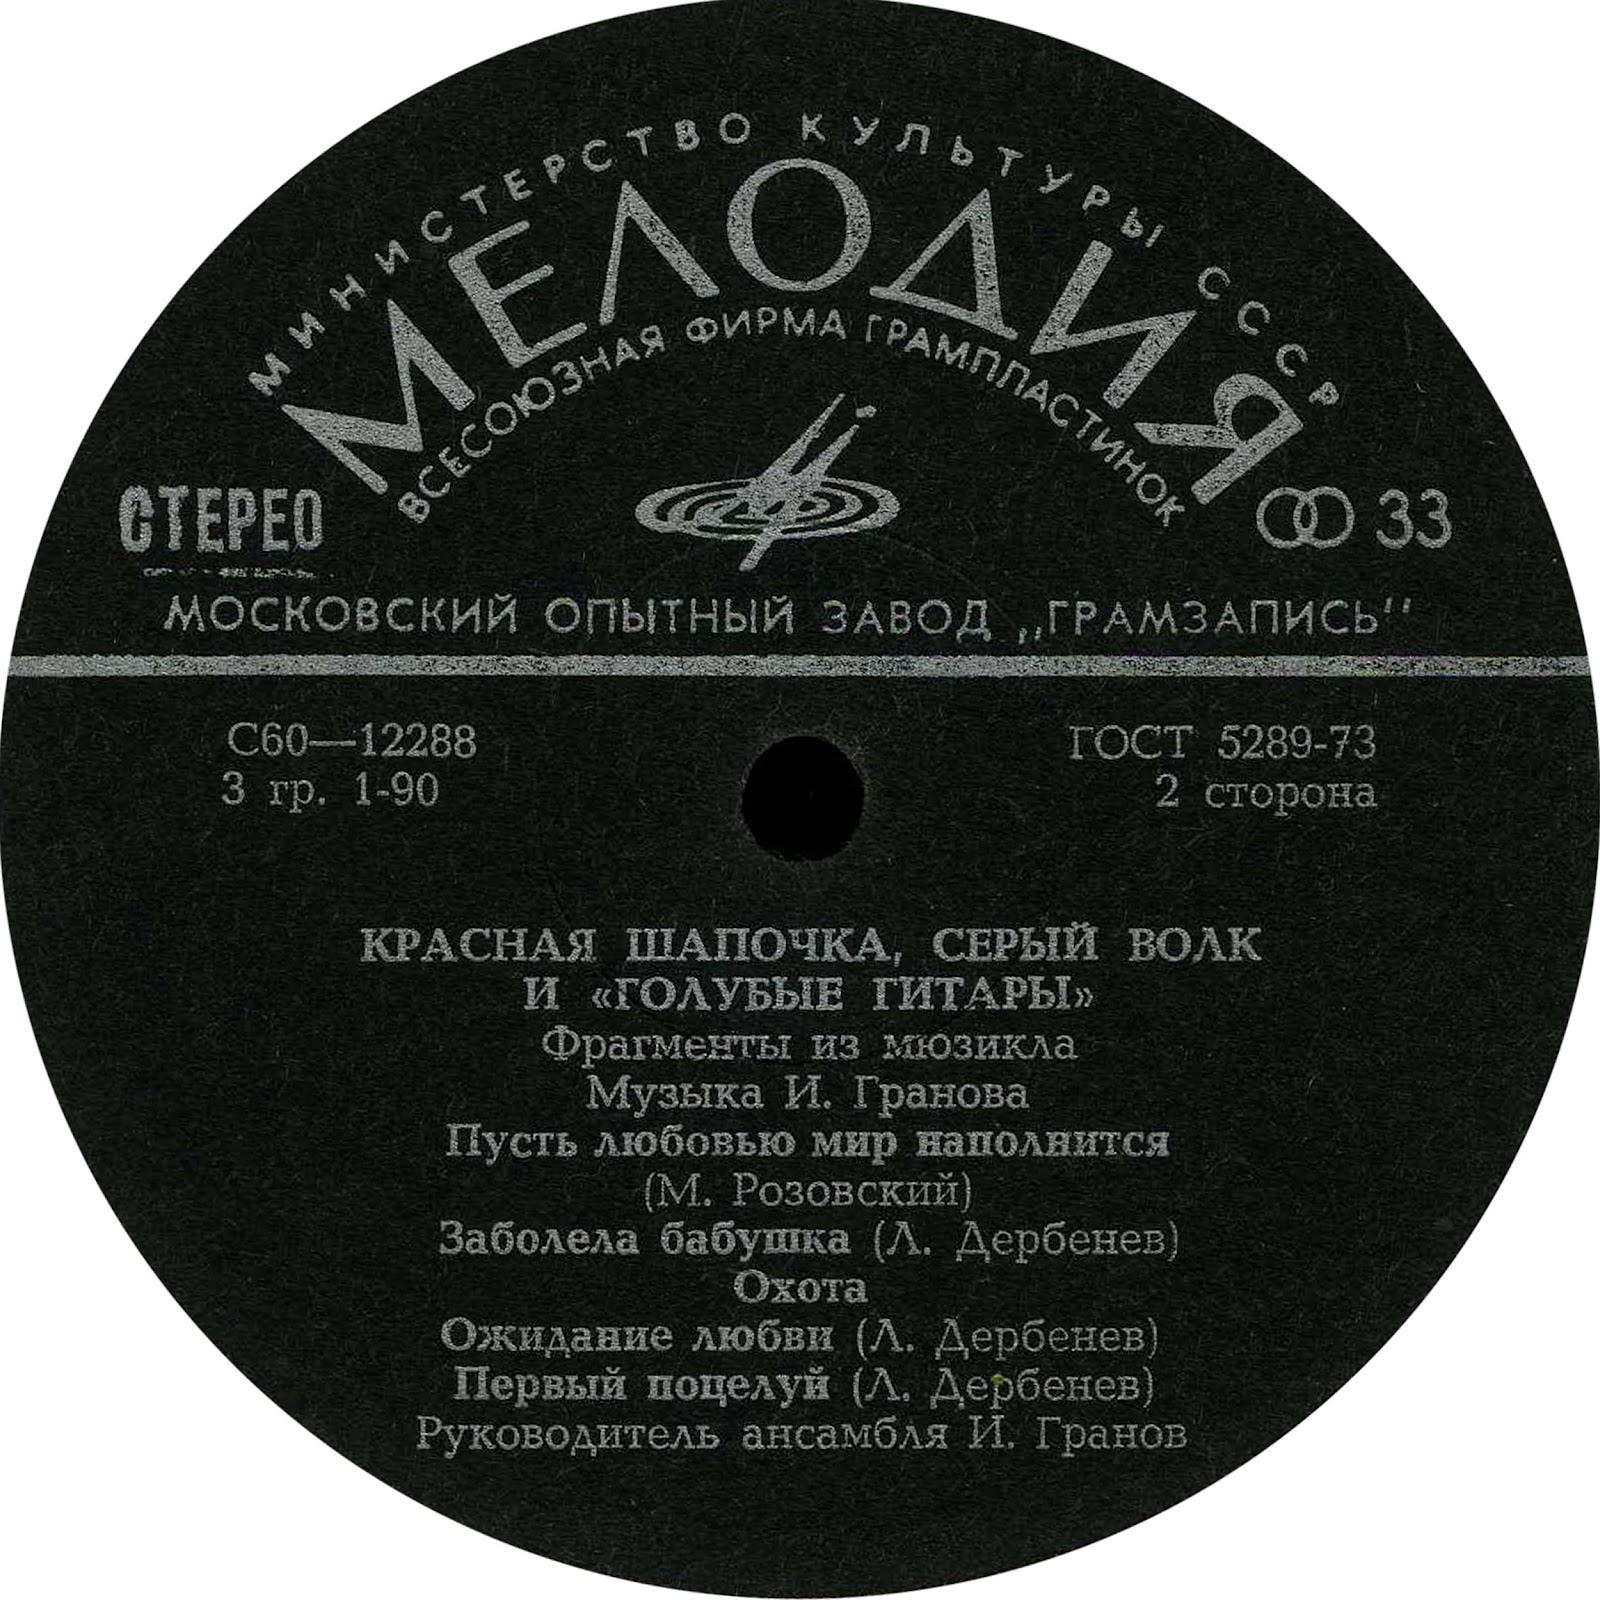 МИНИСТЕРСТВО КУЛЬТУРЫ СССР
МЕЛОДИЯ
ВСЕСОЮЗНАЯ ФИРМА ГРАМПЛАСТИНОК
СТЕРЕО
33
МОСКОВСКИЙ ОПЫТНЫЙ ЗАВОД „ГРАМЗАПИСЬ"
С60—12288
ГОСТ 5289-73
3 гр. 1-90
2 сторона
КРАСНАЯ ШАПОЧКА, СЕРЫЙ ВОЛК
И «ГОЛУБЫЕ ГИТАРЫ»
Фрагменты из мюзикла
Музыка И. Гранова
Пусть любовью мир наполнится
(М. Розовский)
Заболела бабушка (Л. Дербенев)
Охота
Ожидание любви (Л. Дербенев)
Первый поцелуй (Л. Дербенев)
Руководитель ансамбля И. Гранов